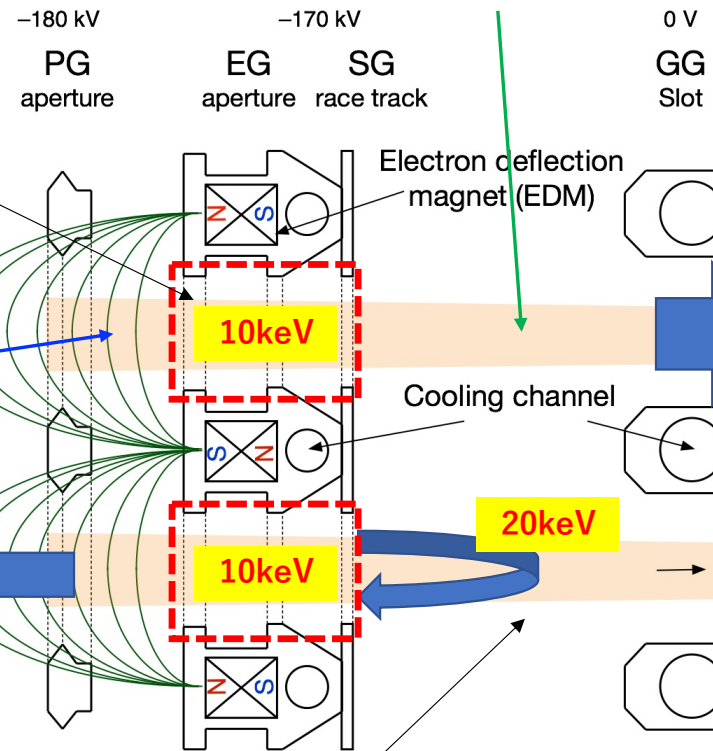 –180 kV
–170 kV
0 V
PG
EG
SG
GG
aperture
aperture
race track
Slot
Electron deflection
magnet (EDM)
N
S
10keV
Cooling channel
S
N
20keV
10keV
N
S